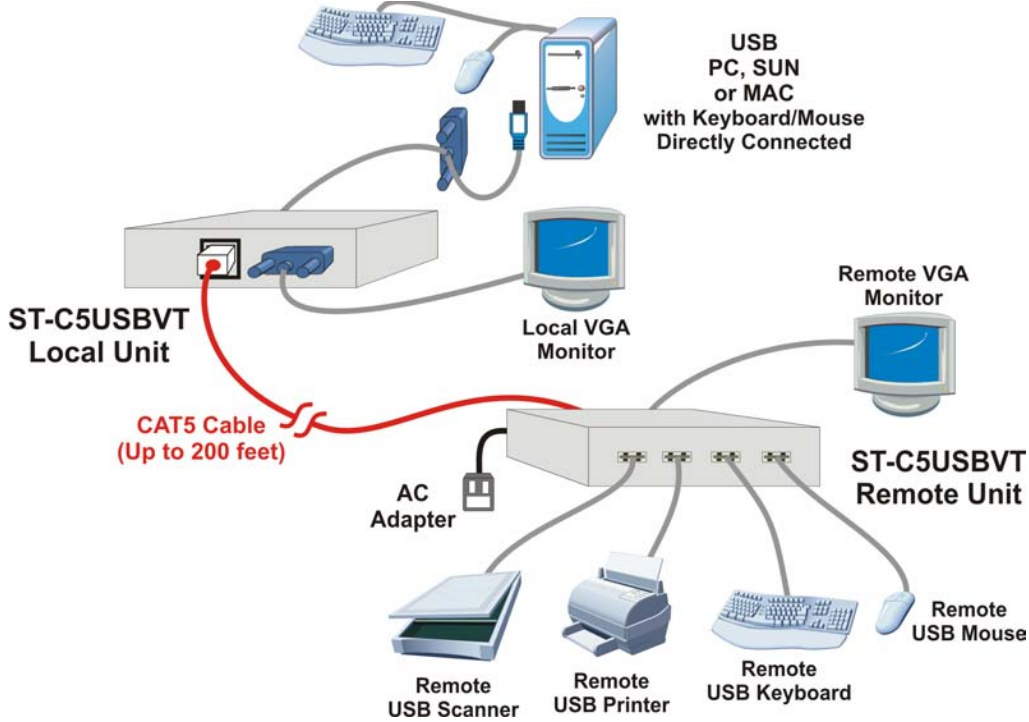 USB
PC, SUN
or MAC
with Keyboard/Mouse
Directly Connected
ST-C5USBVT
Local Unit
Local VGA
Monitor
Remote VGA
Monitor
CAT5 Cable
(Up to 200 feet)
AC
Adapter
ST-C5USBVT
Remote Unit
Remote
USB Scanner
Remote
USB Printer
Remote
USB Keyboard
Remote
USB Mouse